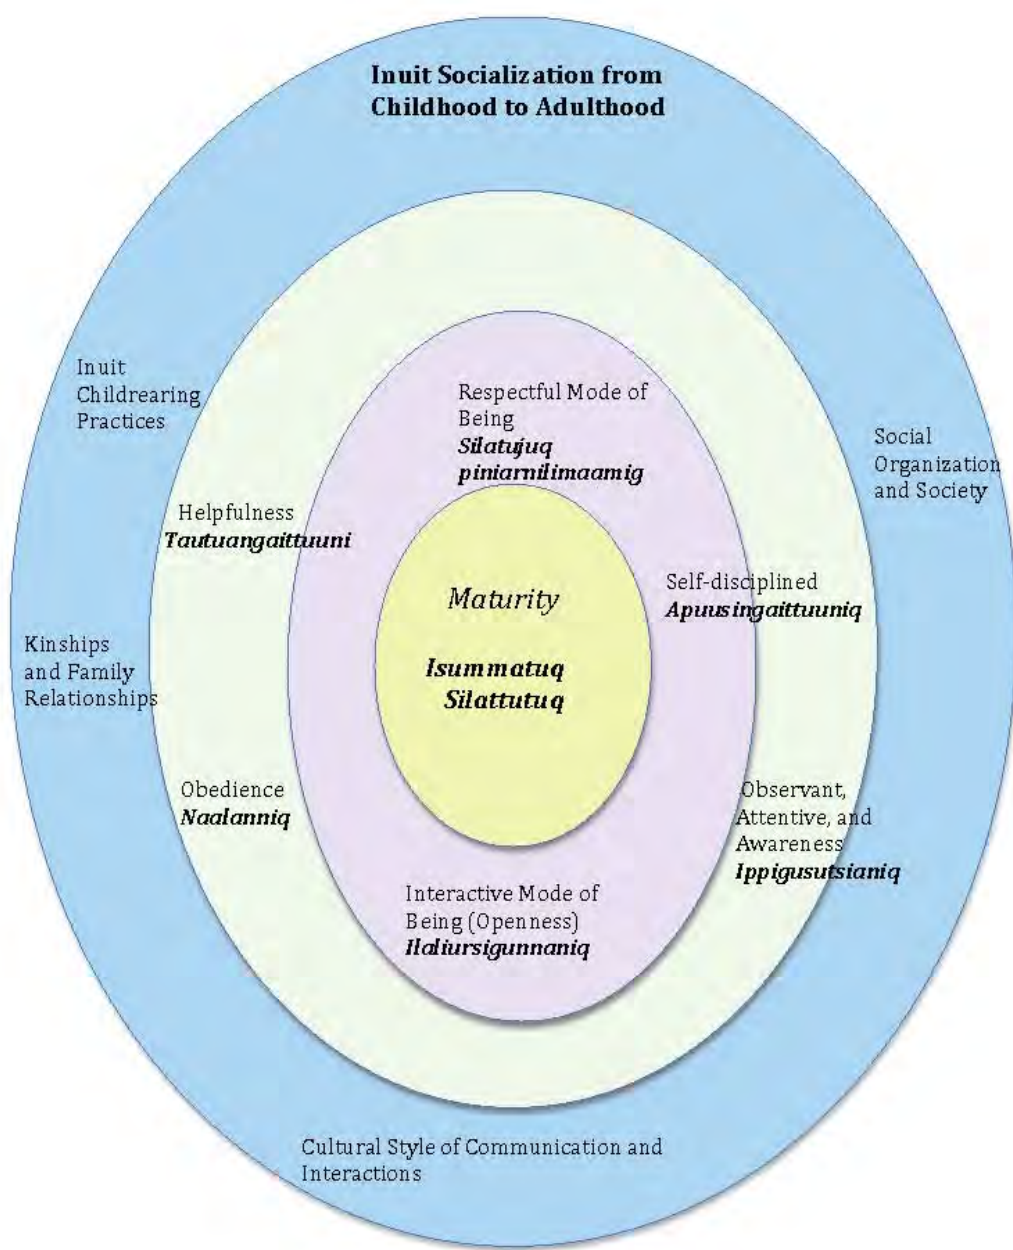 Inuit Socialization from
Childhood to Adulthood
Inuit
Childrearing
Practices
Respectful Mode of
Being
Silatujuq
piniarnilimaamig
Social
Organization
and Society
Helpfulness
Tautuangaittuuni
Maturity
Isummatuq
Silattutuq
Self-disciplined
Apuusingaittuuniq
Kinships
and Family
Relationships
Obedience
Naalanniq
Observant,
Attentive, and
Awareness
Ippigusutsianiq
Interactive Mode of
Being (Openness)
Ilaliursigunnaniq
Cultural Style of Communication and
Interactions